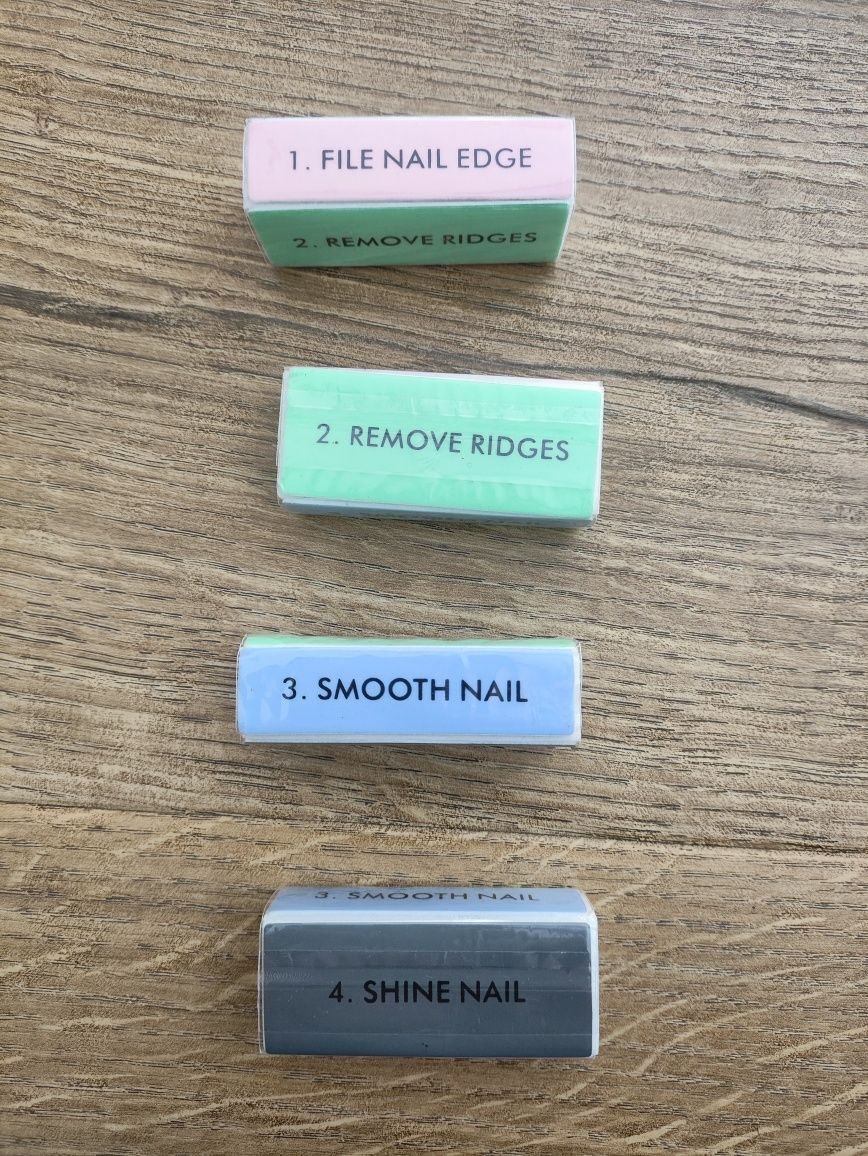 1. FILE NAIL EDGE
2. REMOVE RIDGES
2. REMOVE RIDGES
3. SMOOTH NAIL
3. SMOOTH NAIL
4. SHINE NAIL